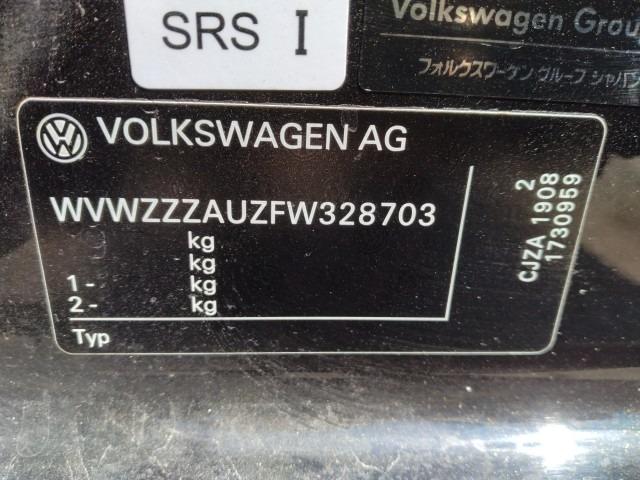 SRS I
Volkswagen Grou
フォルクスワーゲン グループ ジャパン
VOLKSWAGEN AG
WVWZZZAUZFW328703
kg
kg
1- kg
2- kg
Typ
2
CJZA 1908
1730959